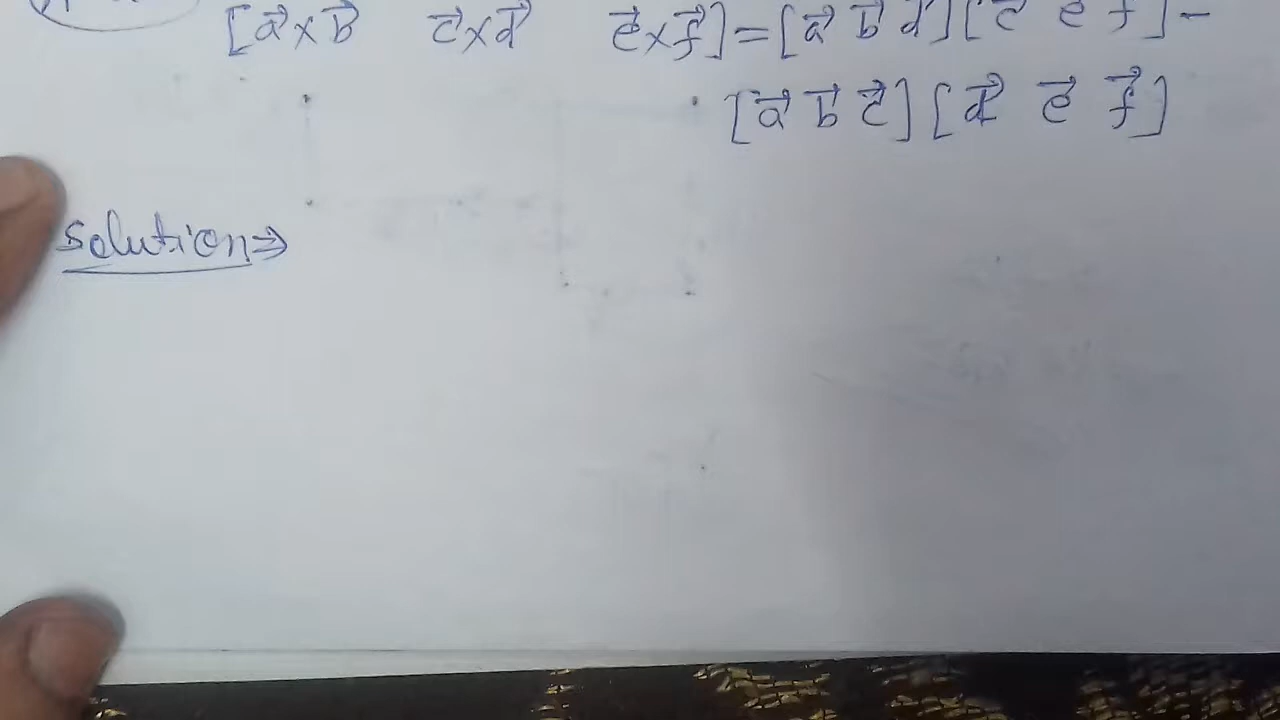 [a⃗×b⃗ c⃗×d⃗ e⃗×f⃗]=[a⃗ b⃗ d⃗][c⃗ e⃗ f⃗]-
[a⃗ b⃗ c⃗][d⃗ e⃗ f⃗]
Solution⇒